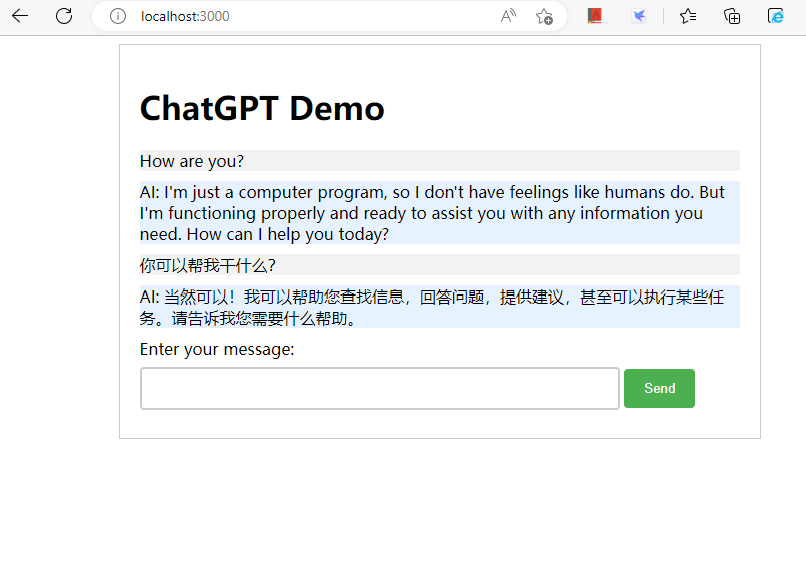 localhost:3000
ChatGPT Demo
How are you?
AI: I'm just a computer program, so I don't have feelings like humans do. But
I'm functioning properly and ready to assist you with any information you
need. How can I help you today?
你可以帮我干什么?
AI: 当然可以！我可以帮助您查找信息，回答问题，提供建议，甚至可以执行某些任
务。请告诉我您需要什么帮助。
Enter your message:
Send